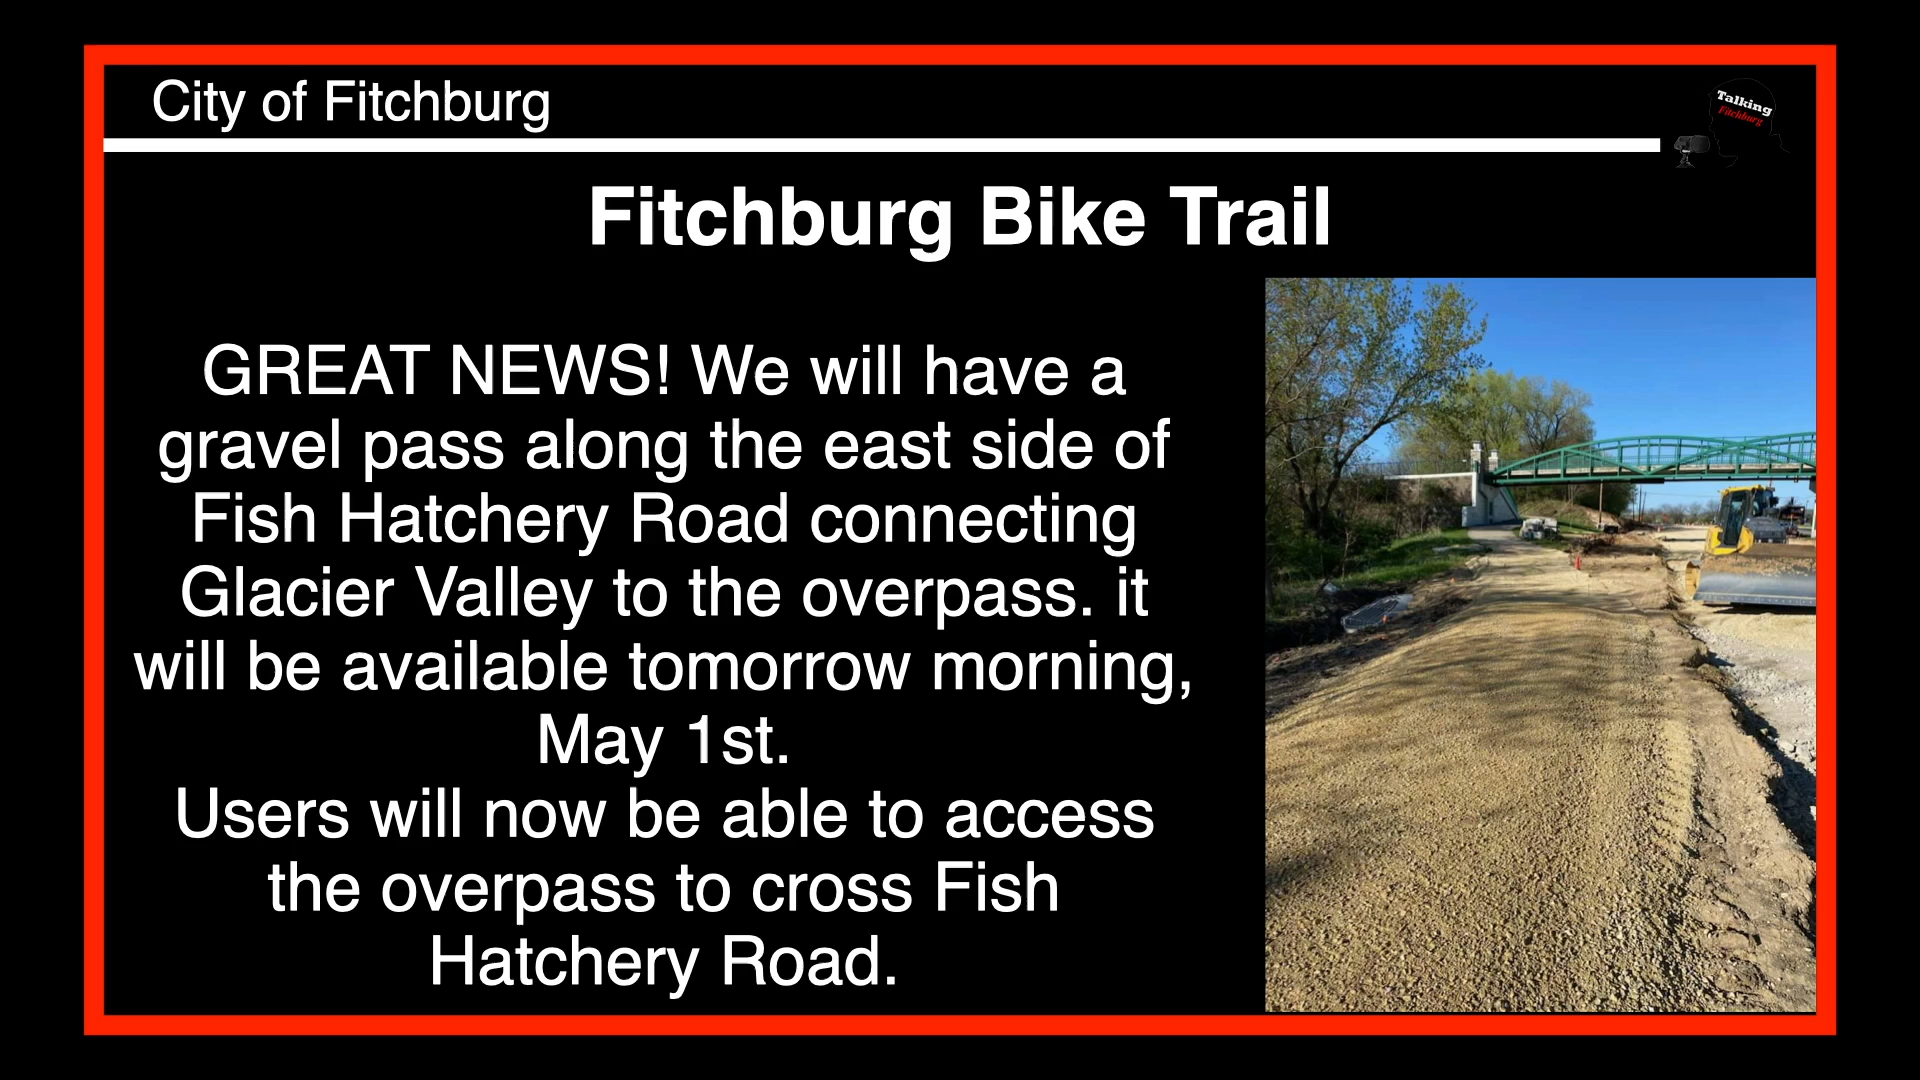 City of Fitchburg
Talking
Fitchburg
Fitchburg Bike Trail
GREAT NEWS! We will have a
gravel pass along the east side of
Fish Hatchery Road connecting
Glacier Valley to the overpass. it
will be available tomorrow morning,
May 1st.
Users will now be able to access
the overpass to cross Fish
Hatchery Road.